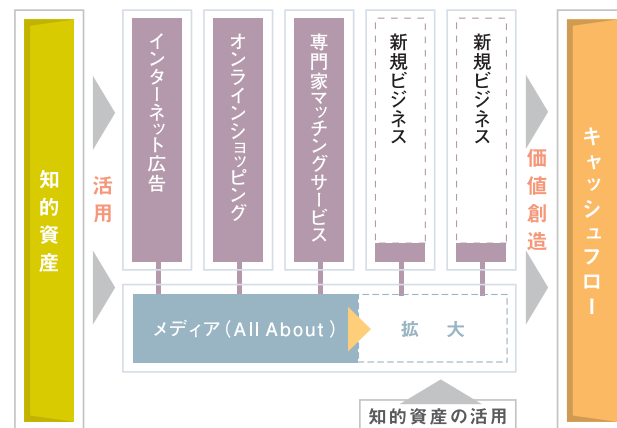 知的資産
活用
インターネット広告
オンラインショッピング
専門家マッチングサービス
新規ビジネス
新規ビジネス
価値創造
キャッシュフロー
メディア（All About）
拡大
知的資産の活用